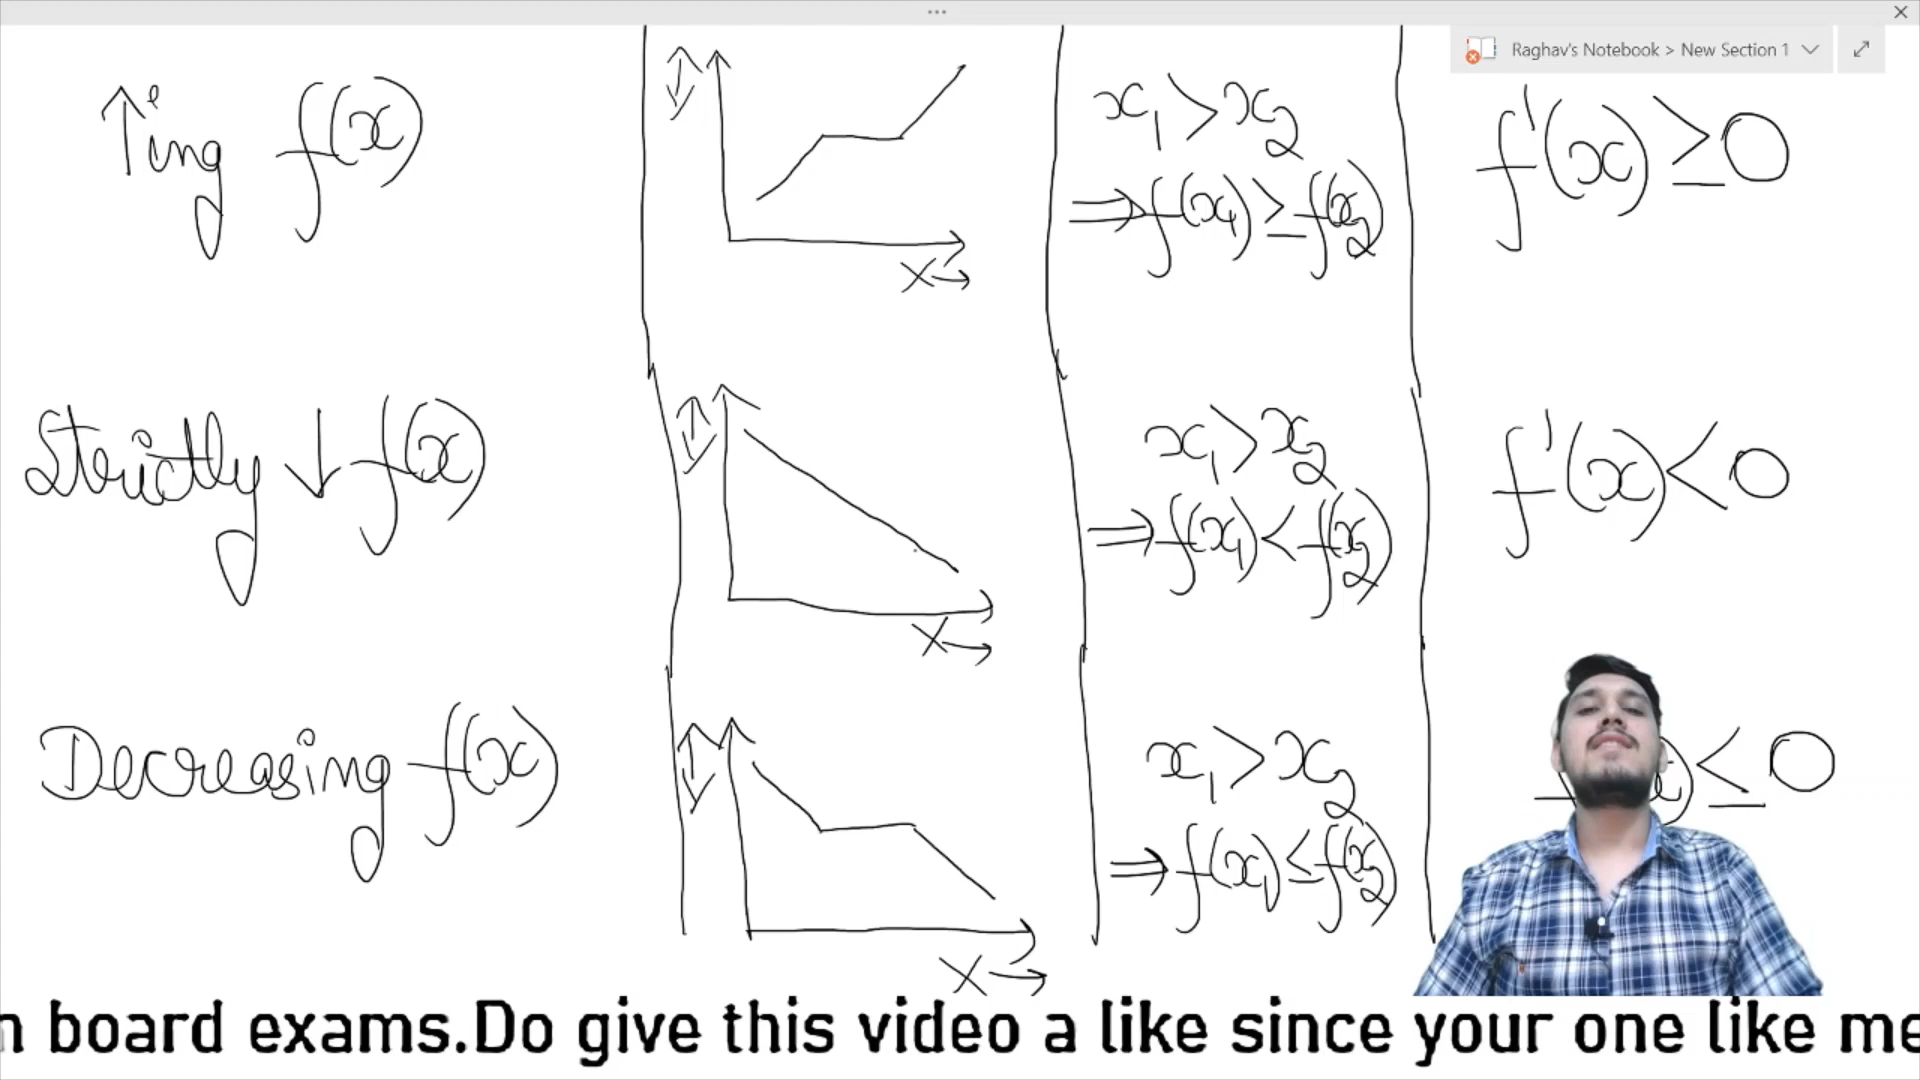 Raghav's Notebook > New Section 1
↑ing f(x)
x₁ > x₂
⇒ f(x₁) ≥ f(x₂)
f'(x) ≥ 0
X→
Strictly ↓ f(x)
x₁ > x₂
⇒ f(x₁) < f(x₂)
f'(x) < 0
X→
Decreasing f(x)
x₁ > x₂
⇒ f(x₁) ≤ f(x₂)
≤ 0
X→
n board exams.Do give this video a like since your one like me